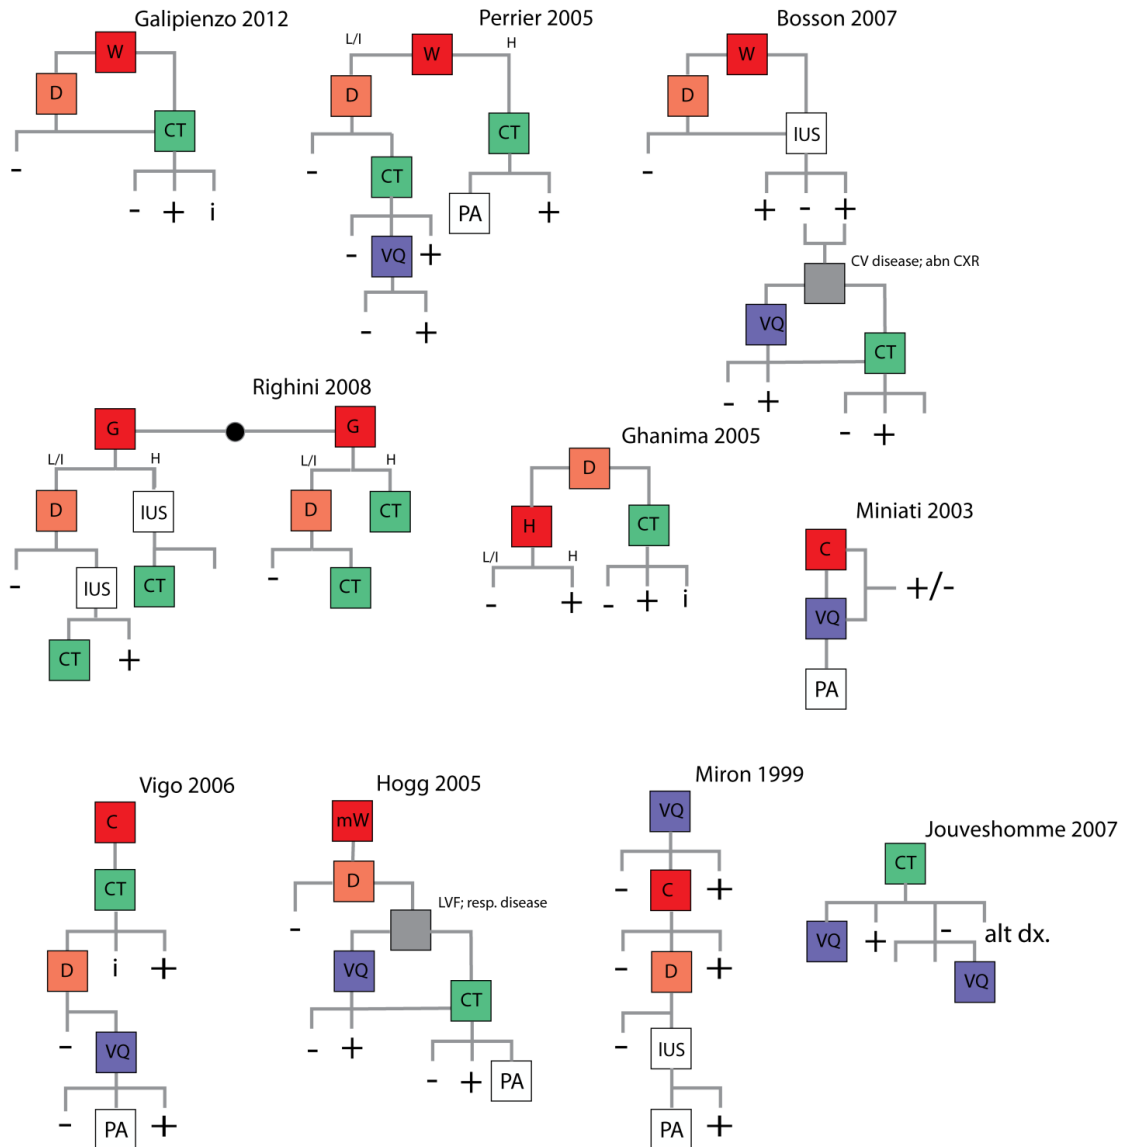 Galipienzo 2012
W
D
CT
-
- + i
Perrier 2005
L/I
H
W
D
CT
-
CT
PA
+
-
VQ
+
- +
Bosson 2007
W
D
IUS
-
+ - +
CV disease; abn CXR
VQ
CT
- +
- +
Righini 2008
G
G
L/I
H
L/I
H
D
IUS
D
CT
-
IUS
CT
-
CT
CT
+
Ghanima 2005
D
H
CT
L/I
H
- +
- + i
Miniati 2003
C
+/-
VQ
PA
Vigo 2006
C
CT
D
i
+
-
VQ
-
PA
+
Hogg 2005
mW
D
-
LVF; resp. disease
VQ
CT
- +
- +
PA
Miron 1999
VQ
-
C
+
-
D
+
-
IUS
PA
+
Jouveshomme 2007
CT
VQ
+
-
alt dx.
VQ